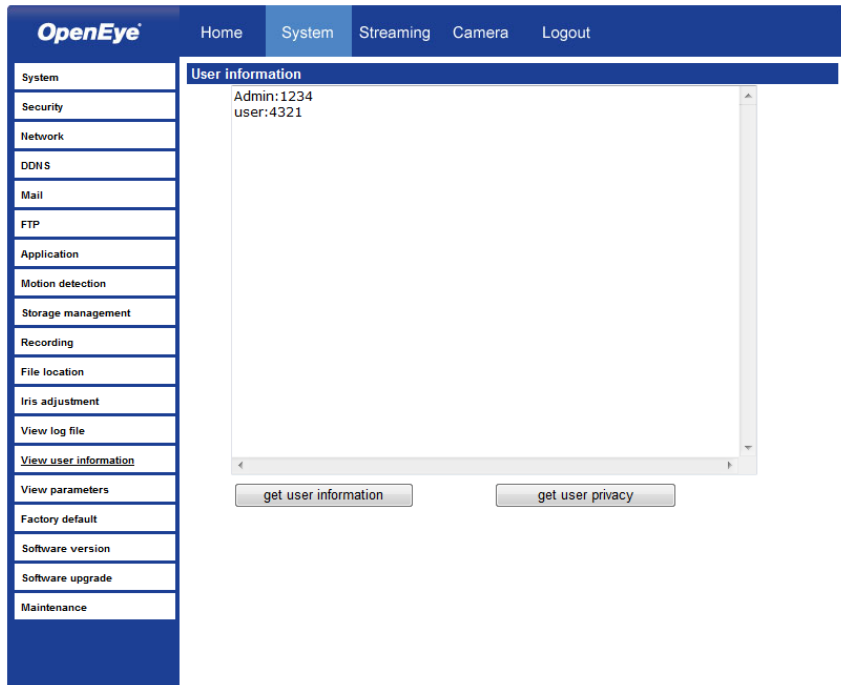 OpenEye
Home System Streaming Camera Logout
System
Security
Network
DDNS
Mail
FTP
Application
Motion detection
Storage management
Recording
File location
Iris adjustment
View log file
View user information
View parameters
Factory default
Software version
Software upgrade
Maintenance
User information
Admin:1234
user:4321
get user information get user privacy